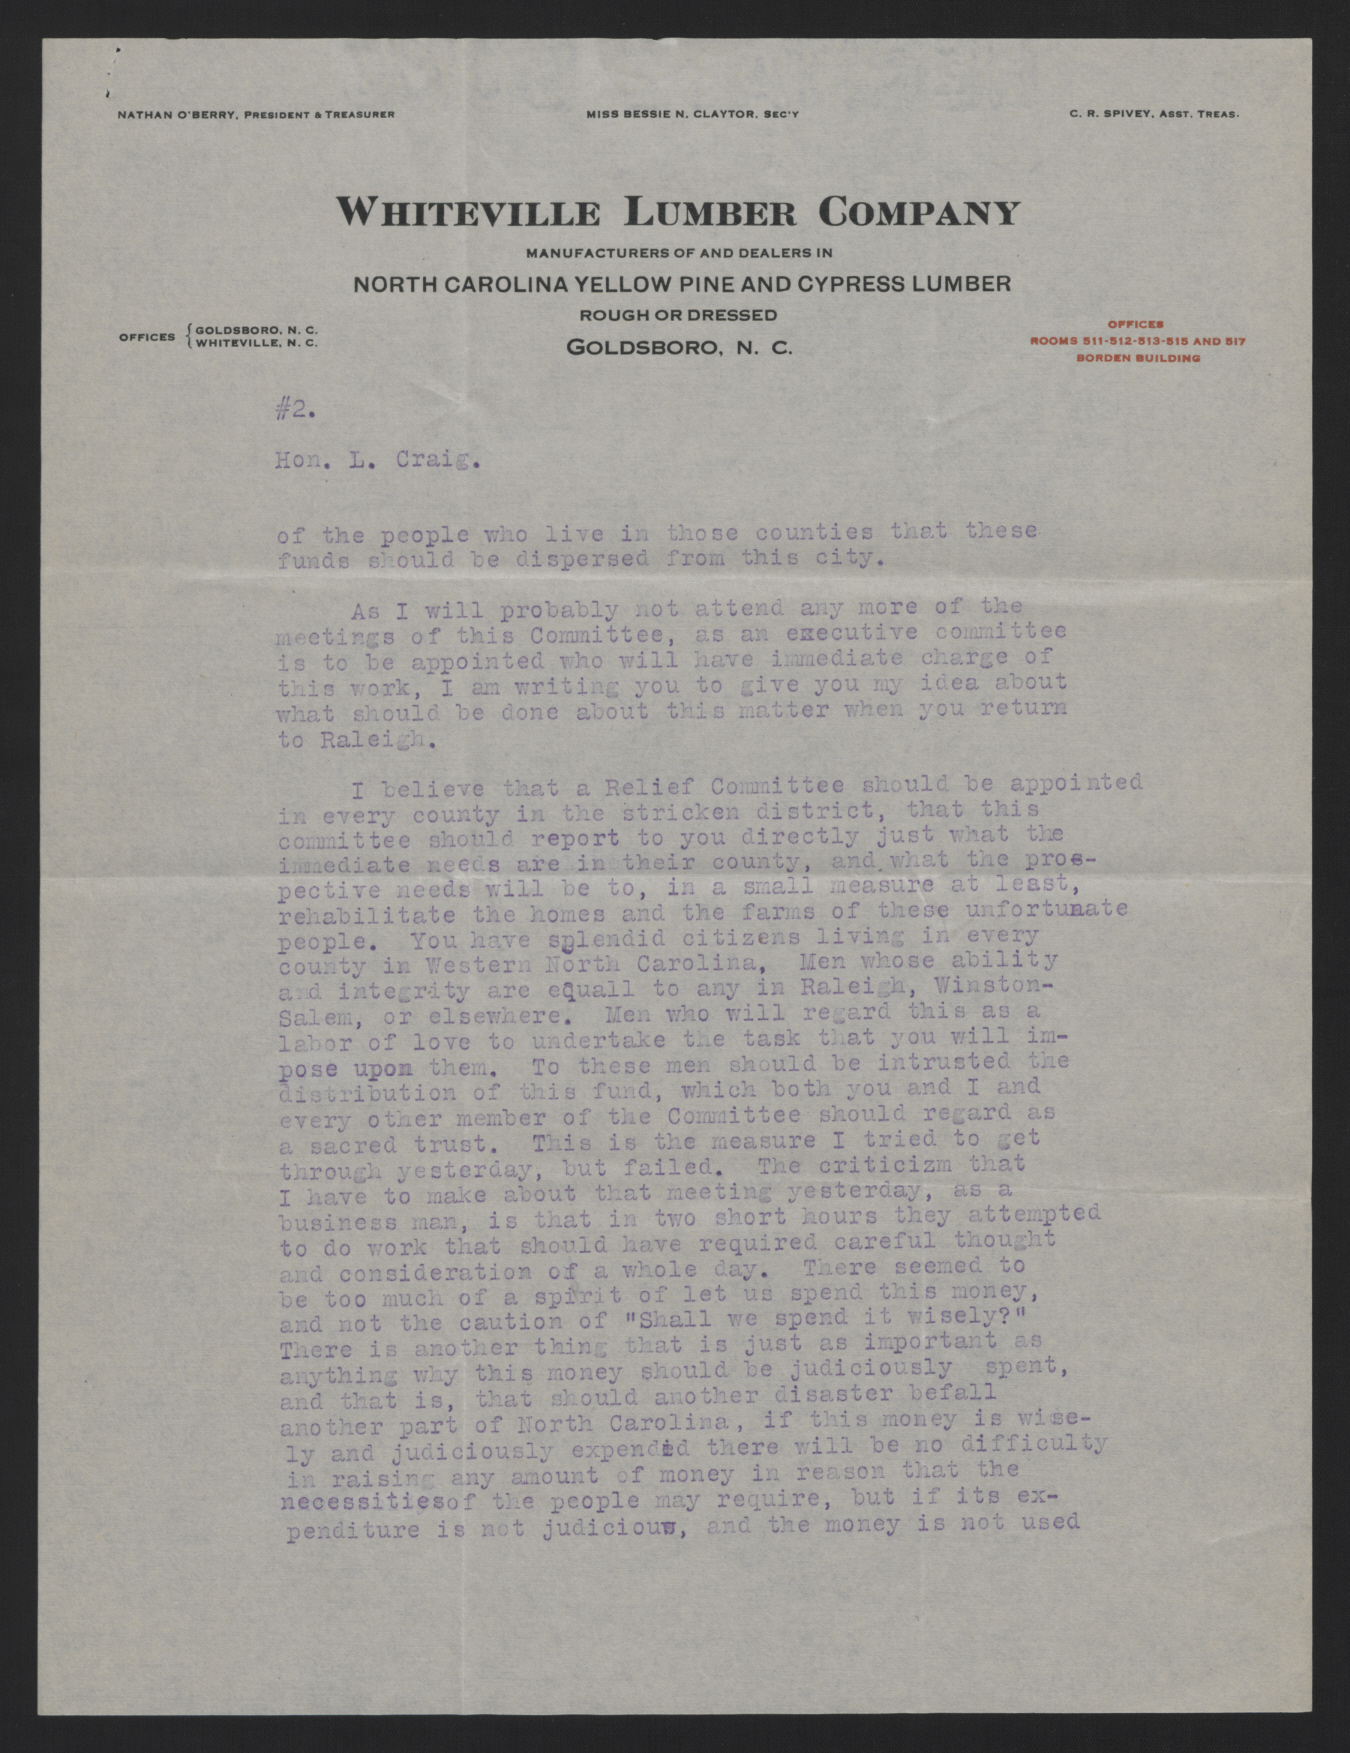 NATHAN O'BERRY, PRESIDENT & TREASURER
MISS BESSIE N. CLAYTOR, SEC'Y
C. R. SPIVEY, ASST. TREAS.
WHITEVILLE LUMBER COMPANY
MANUFACTURERS OF AND DEALERS IN
NORTH CAROLINA YELLOW PINE AND CYPRESS LUMBER
ROUGH OR DRESSED
GOLDSBORO, N. C.
OFFICES { GOLDSBORO, N. C.
WHITEVILLE, N. C.
OFFICES
ROOMS 511-512-513-515 AND 517
BORDEN BUILDING
#2.
Hon. L. Craig.
of the people who live in those counties that these
funds should be dispersed from this city.
As I will probably not attend any more of the
meetings of this Committee, as an executive committee
is to be appointed who will have immediate charge of
this work, I am writing you to give you my idea about
what should be done about this matter when you return
to Raleigh.
I believe that a Relief Committee should be appointed
in every county in the stricken district, that this
committee should report to you directly just what the
immediate needs are in their county, and what the pros-
pective needs will be to, in a small measure at least,
rehabilitate the homes and the farms of these unfortunate
people. You have splendid citizens living in every
county in Western North Carolina, Men whose ability
and integrity are equall to any in Raleigh, Winston-
Salem, or elsewhere. Men who will regard this as a
labor of love to undertake the task that you will im-
pose upon them. To these men should be intrusted the
distribution of this fund, which both you and I and
every other member of the Committee should regard as
a sacred trust. This is the measure I tried to get
through yesterday, but failed. The criticizm that
I have to make about that meeting yesterday, as a
business man, is that in two short hours they attempted
to do work that should have required careful thought
and consideration of a whole day. There seemed to
be too much of a spirit of let us spend this money,
and not the caution of "Shall we spend it wisely?"
There is another thing that is just as important as
anything why this money should be judiciously spent,
and that is, that should another disaster befall
another part of North Carolina, if this money is wise-
ly and judiciously expended there will be no difficulty
in raising any amount of money in reason that the
necessitiesof the people may require, but if its ex-
penditure is not judicious, and the money is not used